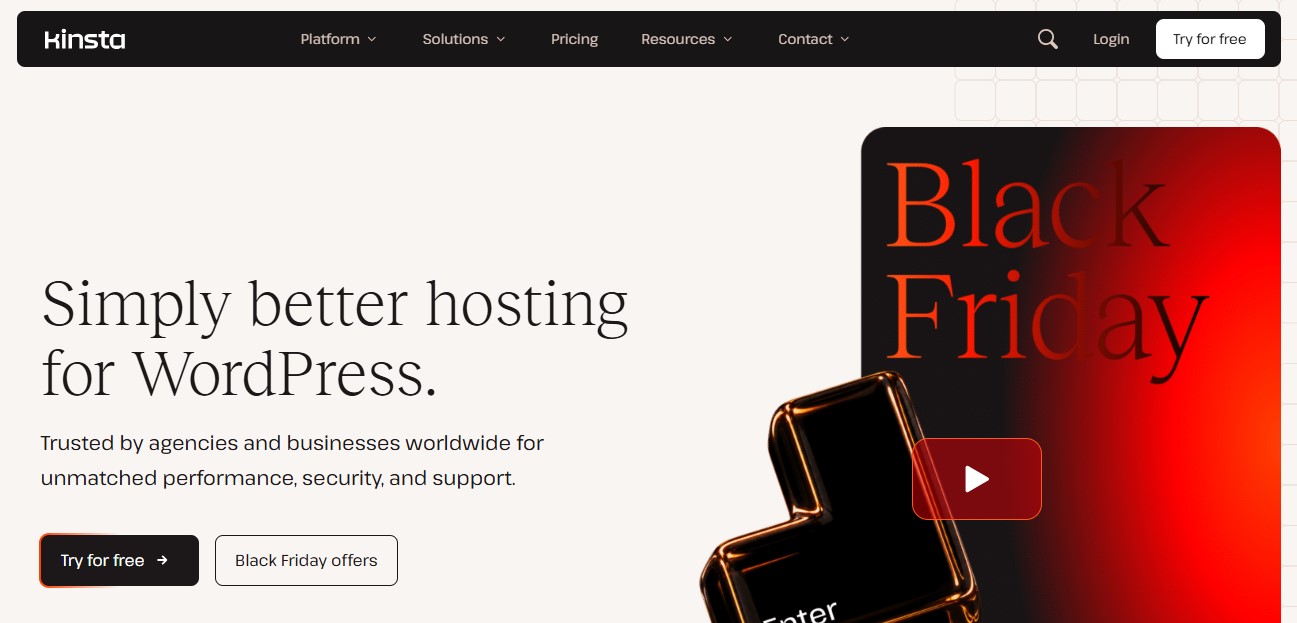 Kinsta
Platform
Solutions
Pricing
Resources
Contact
Login
Try for free
Black
Friday
Simply better hosting
for WordPress.
Trusted by agencies and businesses worldwide for
unmatched performance, security, and support.
Try for free
Black Friday offers
Enter